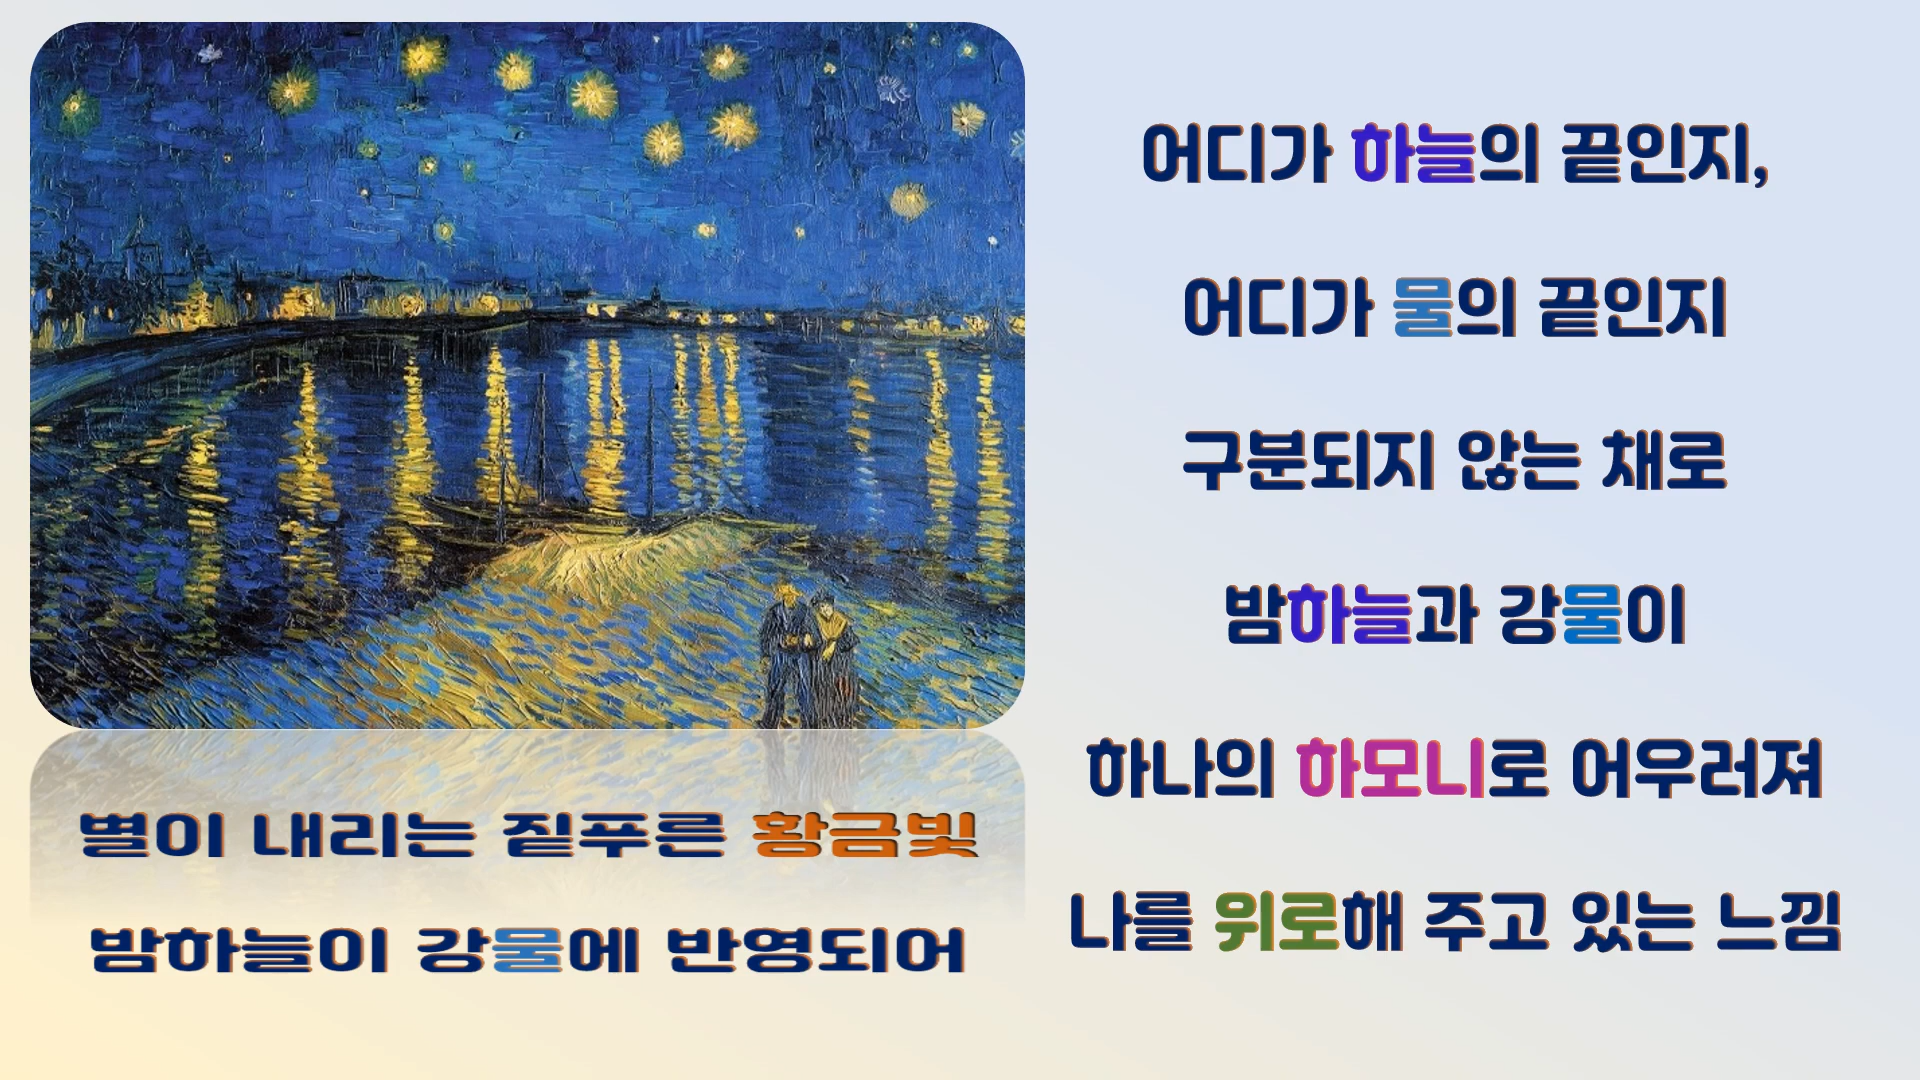 별이 내리는 짙푸른 황금빛
밤하늘이 강물에 반영되어
어디가 하늘의 끝인지,
어디가 물의 끝인지
구분되지 않는 채로
밤하늘과 강물이
하나의 하모니로 어우러져
나를 위로해 주고 있는 느낌